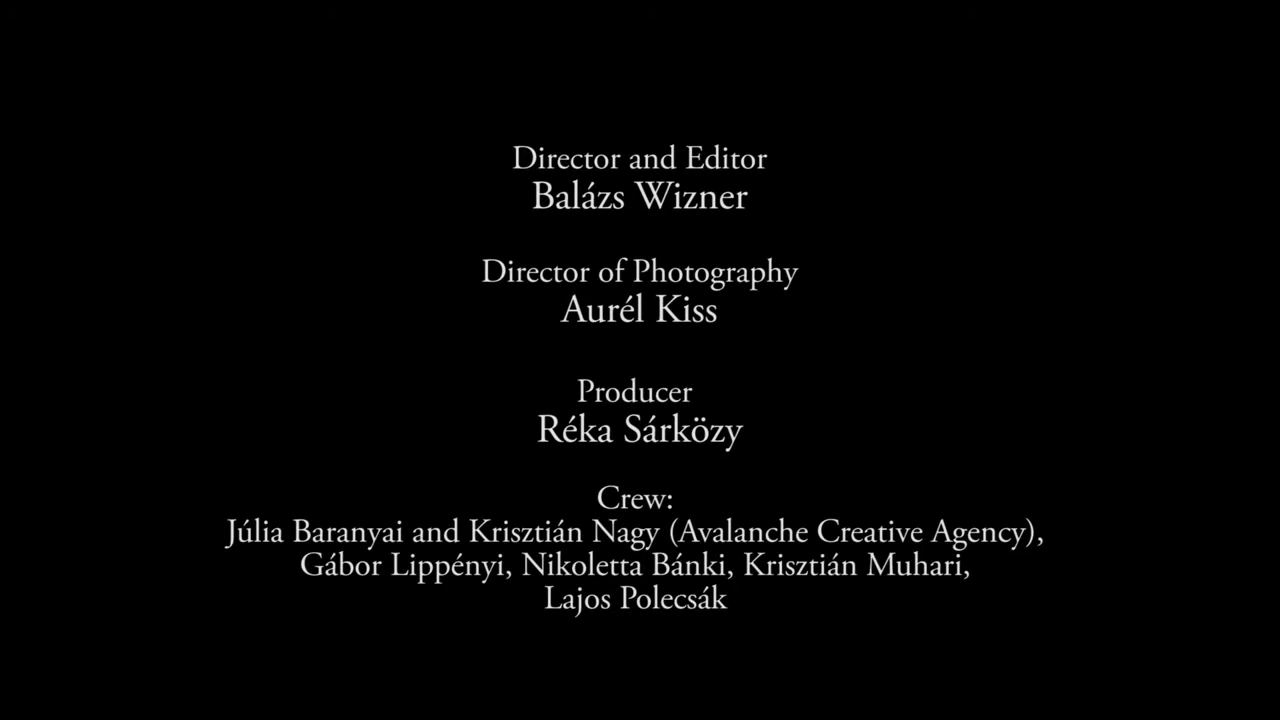 Director and Editor
Balázs Wizner
Director of Photography
Aurél Kiss
Producer
Réka Sárközy
Crew:
Júlia Baranyai and Krisztián Nagy (Avalanche Creative Agency),
Gábor Lippényi, Nikoletta Bánki, Krisztián Muhari,
Lajos Polecsák